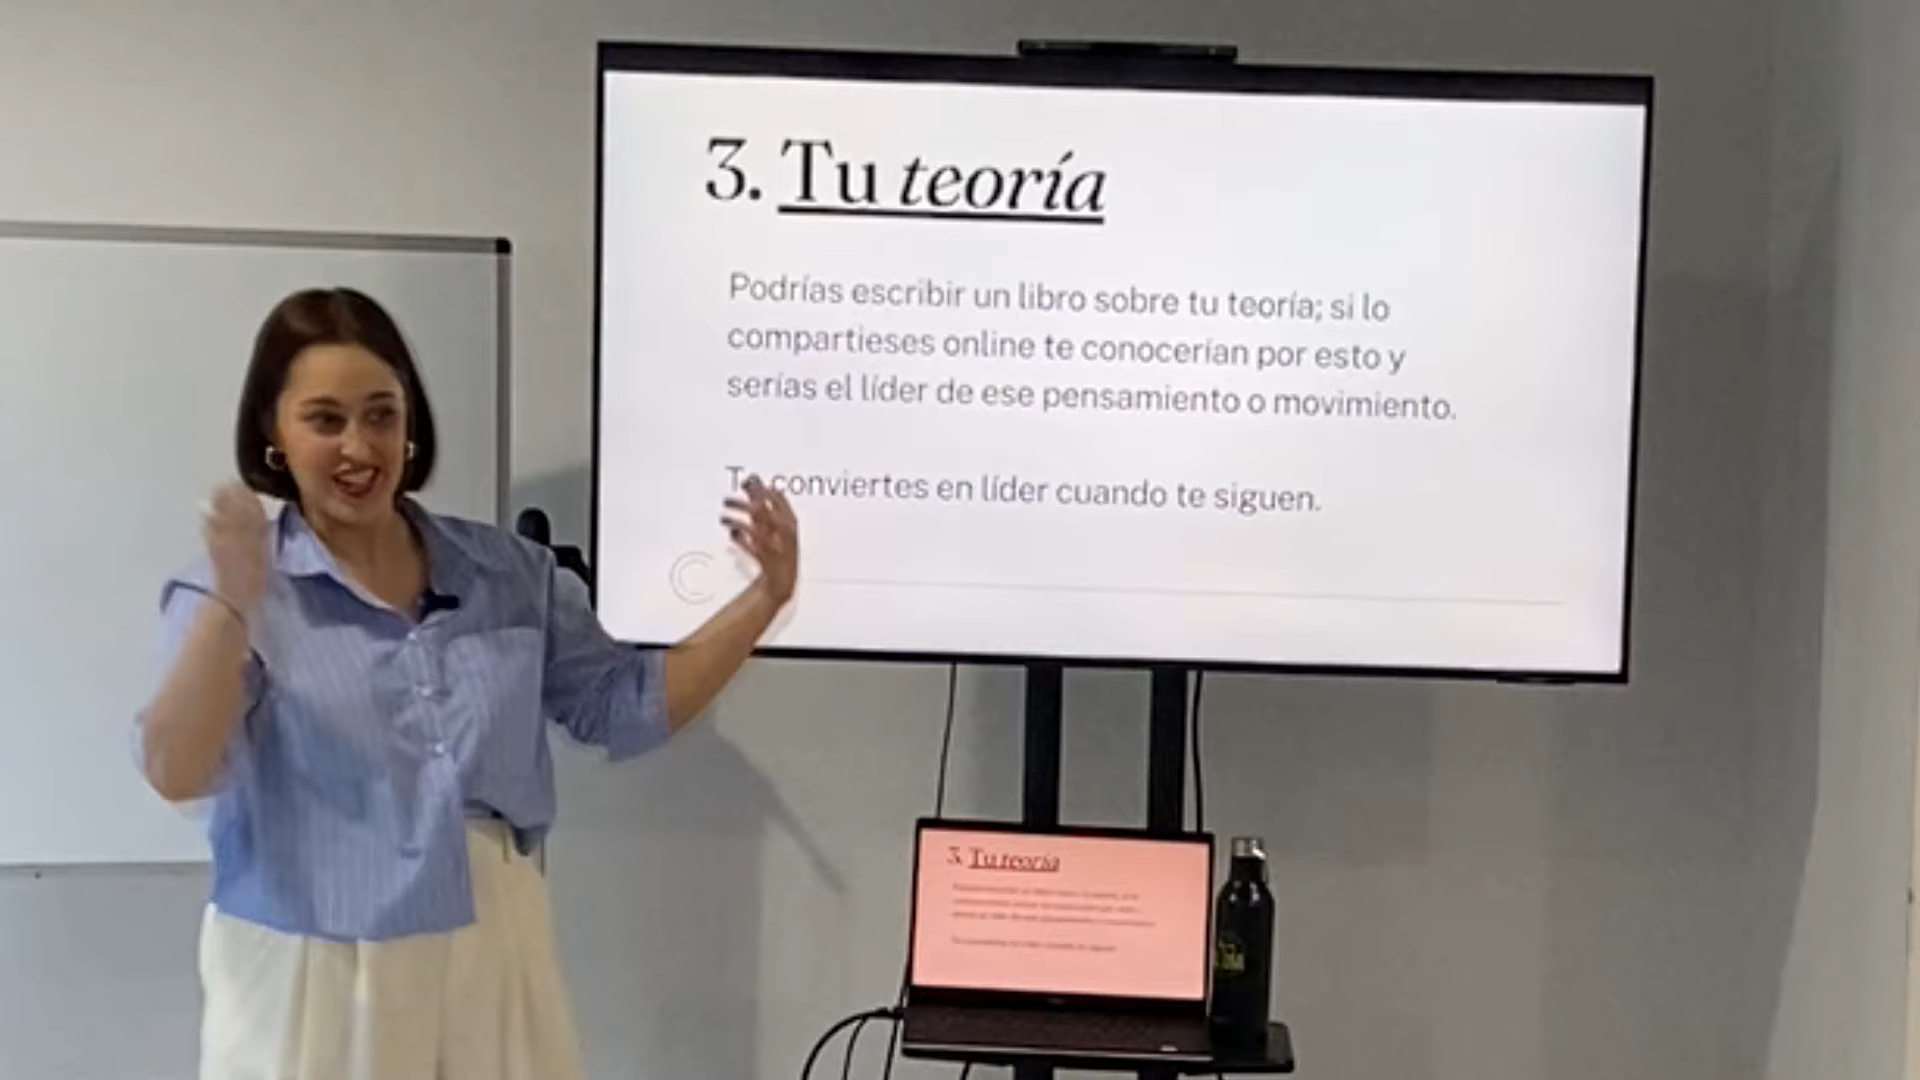 3. Tu teoría
Podrías escribir un libro sobre tu teoría; si lo
compartieses online te conocerían por esto y
serías el líder de ese pensamiento o movimiento.
Te conviertes en líder cuando te siguen.
3. Tu teoría